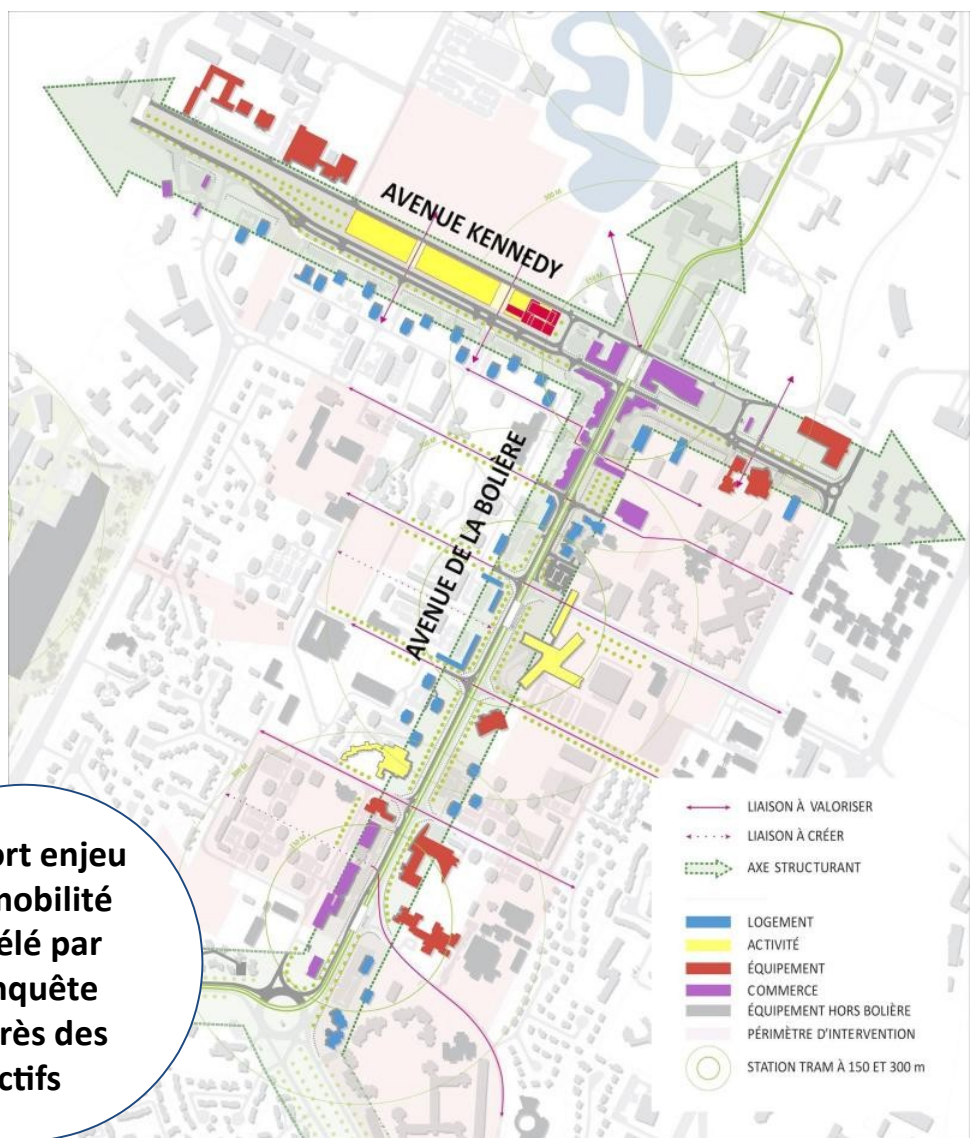 AVENUE KENNEDY
AVENUE DE LA BOLIÈRE
ort enjeu
mobilité
élé par
nquête
rès des
ctifs
LIAISON À VALORISER
LIAISON À CRÉER
AXE STRUCTURANT
LOGEMENT
ACTIVITÉ
ÉQUIPEMENT
COMMERCE
ÉQUIPEMENT HORS BOLIÈRE
PÉRIMÈTRE D'INTERVENTION
STATION TRAM À 150 ET 300 m